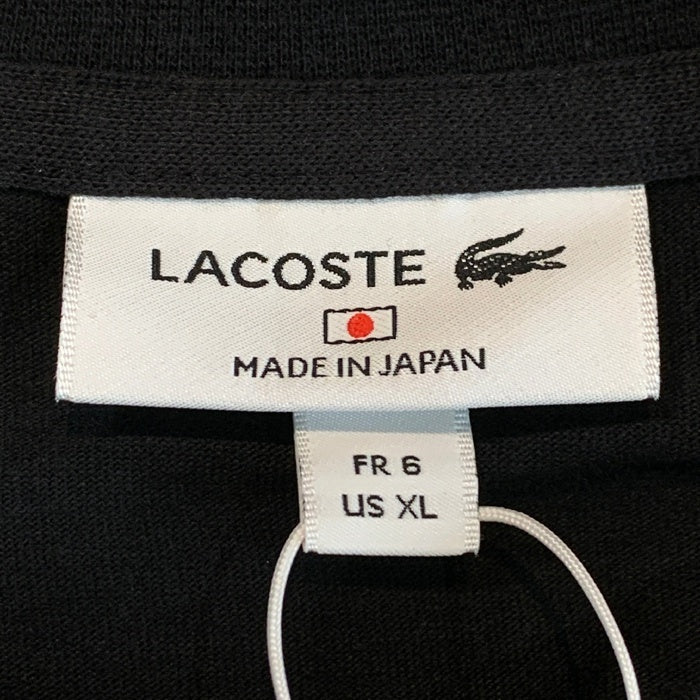 LACOSTE
MADE IN JAPAN
FR 6
US XL